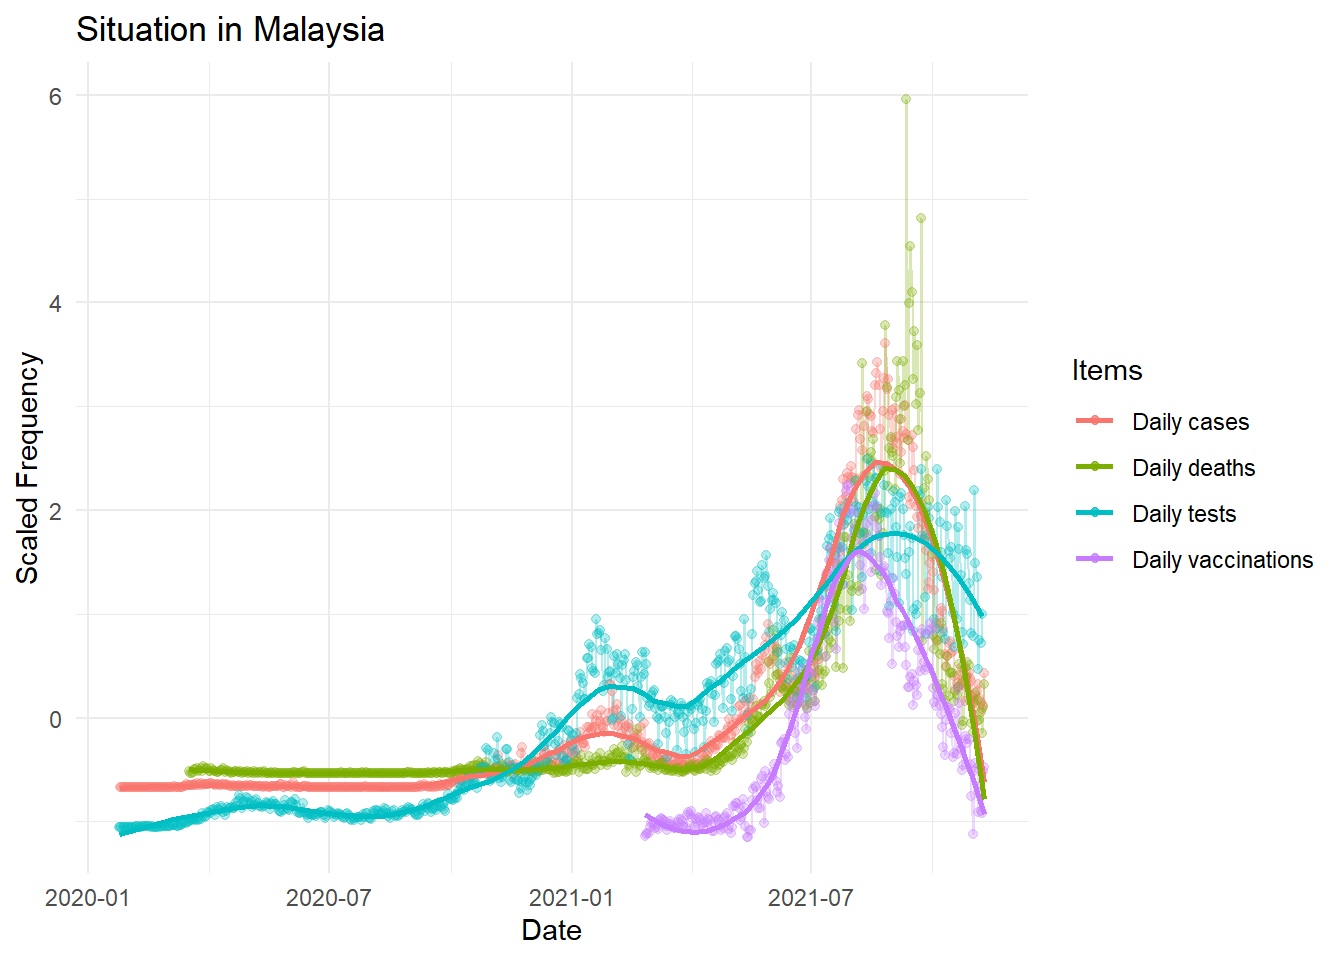 Situation in Malaysia
6
4
2
0
Scaled Frequency
2020-01
2020-07
2021-01
2021-07
Date
Items
Daily cases
Daily deaths
Daily tests
Daily vaccinations